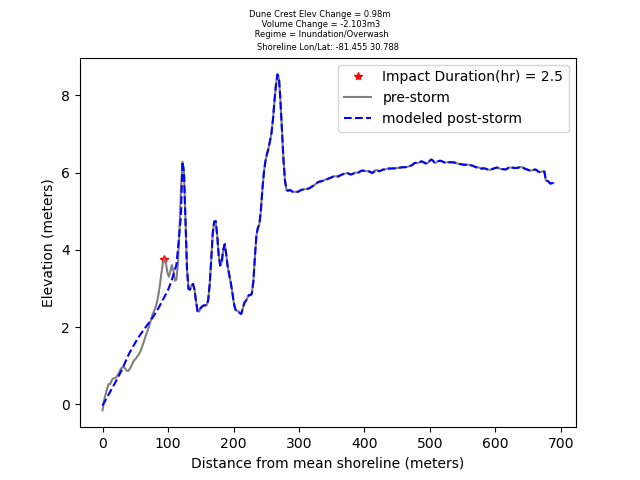 Dune Crest Elev Change = 0.98m
Volume Change = -2.103m3
Regime = Inundation/Overwash
Shoreline Lon/Lat: -81.455 30.788
Impact Duration(hr) = 2.5
pre-storm
modeled post-storm
Elevation (meters)
8
6
4
2
0
0 100 200 300 400 500 600 700
Distance from mean shoreline (meters)